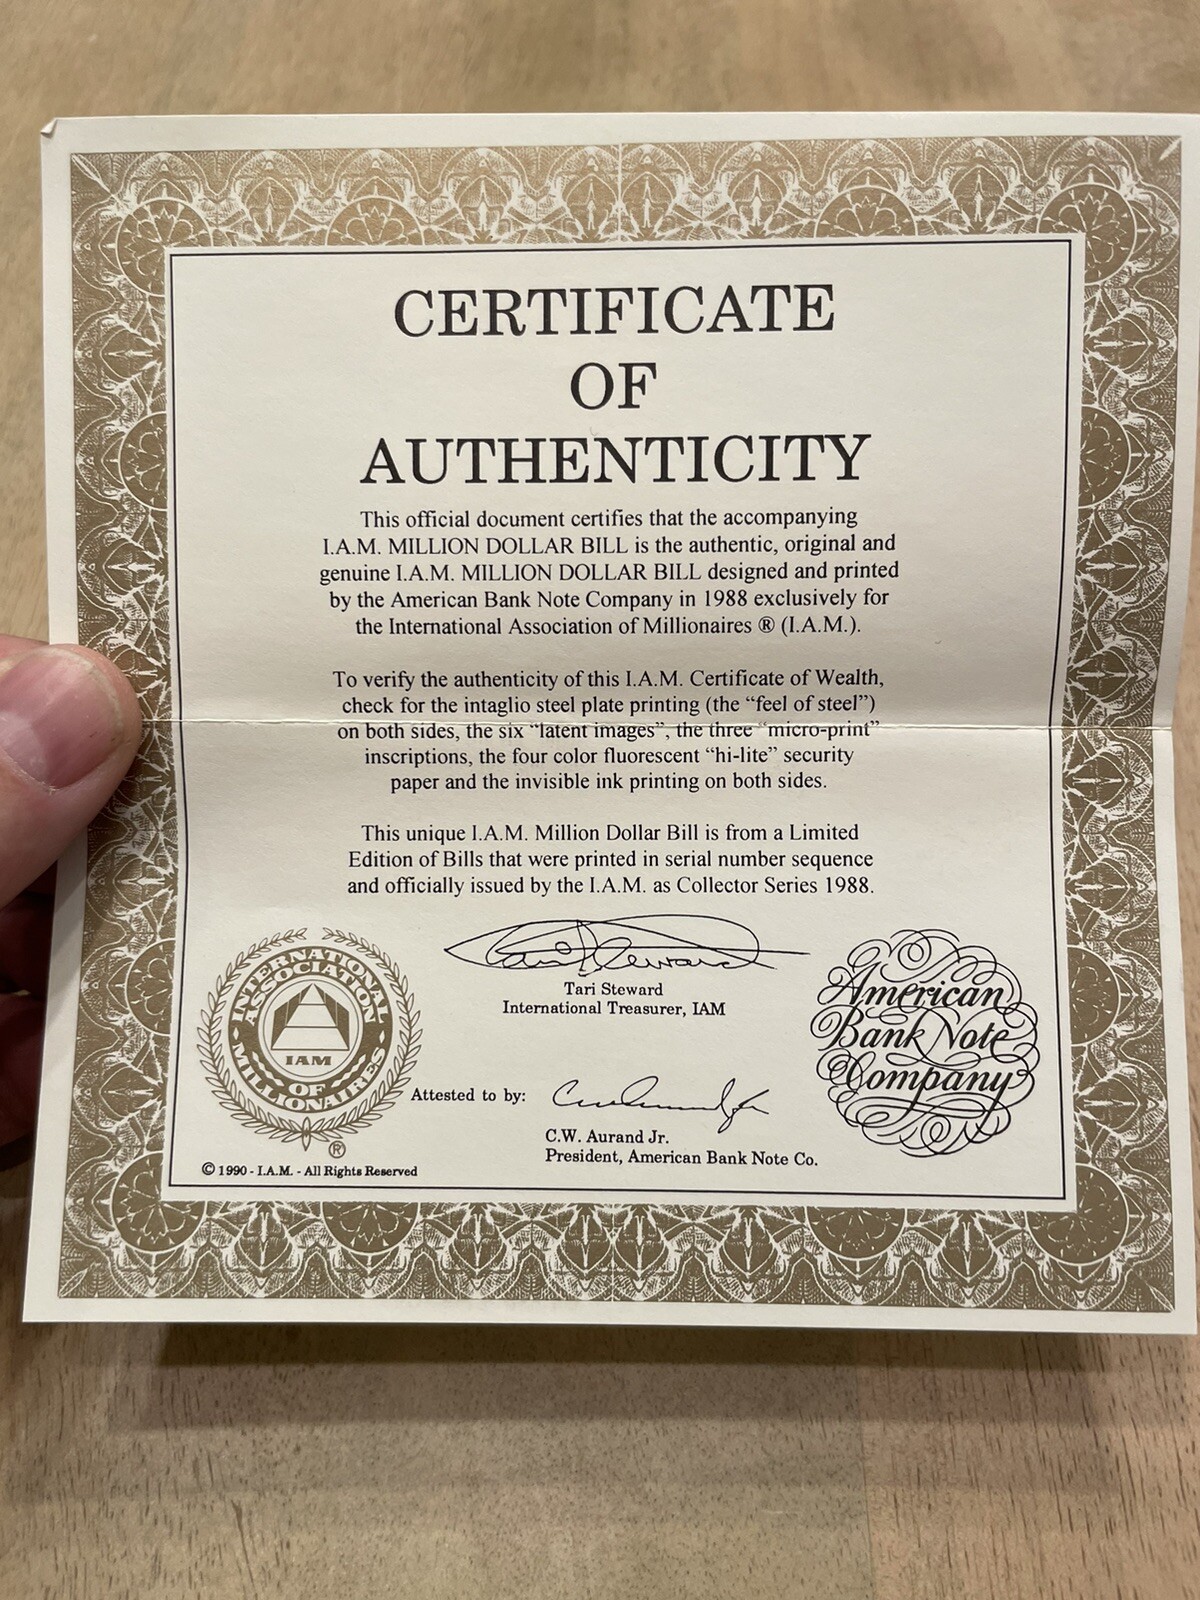 CERTIFICATE
OF
AUTHENTICITY
This official document certifies that the accompanying
I.A.M. MILLION DOLLAR BILL is the authentic, original and
genuine I.A.M. MILLION DOLLAR BILL designed and printed
by the American Bank Note Company in 1988 exclusively for
the International Association of Millionaires ® (I.A.M.).
To verify the authenticity of this I.A.M. Certificate of Wealth,
check for the intaglio steel plate printing (the “feel of steel”)
on both sides, the six “latent images”, the three “micro-print”
inscriptions, the four color fluorescent “hi-lite” security
paper and the invisible ink printing on both sides.
This unique I.A.M. Million Dollar Bill is from a Limited
Edition of Bills that were printed in serial number sequence
and officially issued by the I.A.M. as Collector Series 1988.
Tari Steward
Tari Steward
International Treasurer, IAM
INTERNATIONAL
ASSOCIATION
IAM
OF
MILLIONAIRES
®
American
Bank Note
Company
Attested to by:
C.W. Aurand Jr.
President, American Bank Note Co.
© 1990 - I.A.M. - All Rights Reserved